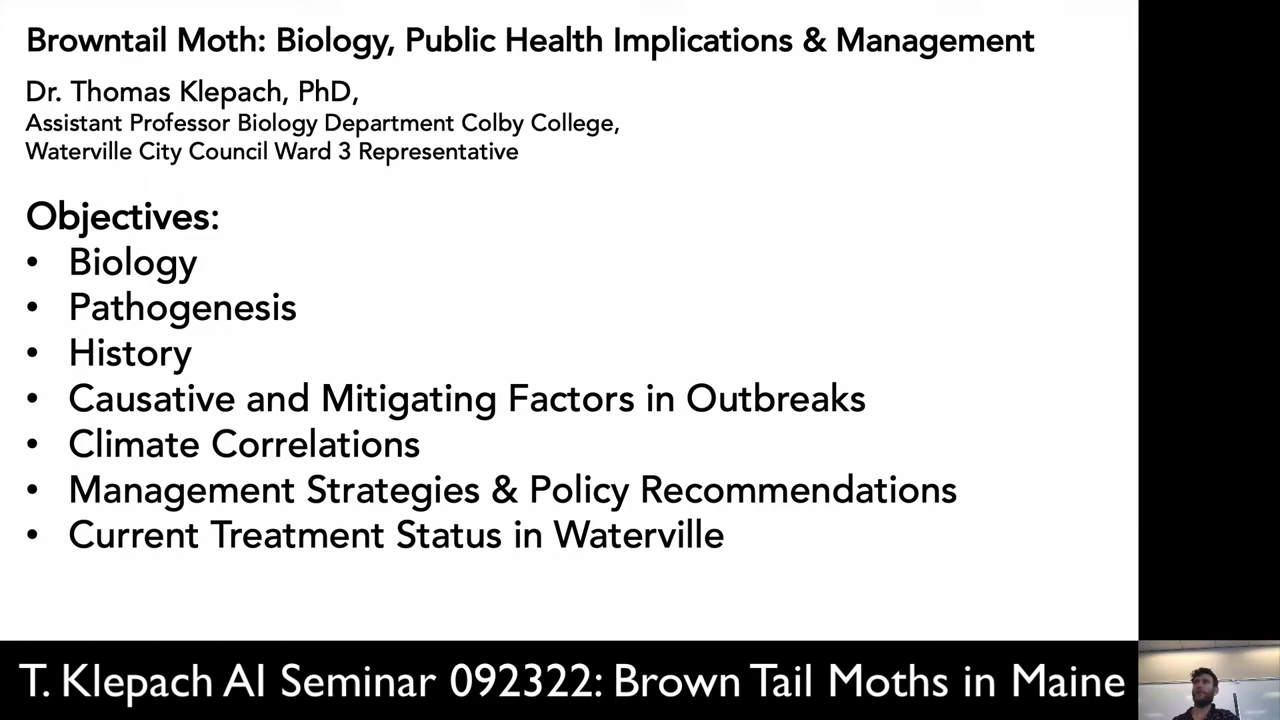 Browntail Moth: Biology, Public Health Implications & Management
Dr. Thomas Klepach, PhD,
Assistant Professor Biology Department Colby College,
Waterville City Council Ward 3 Representative
Objectives:
• Biology
• Pathogenesis
• History
• Causative and Mitigating Factors in Outbreaks
• Climate Correlations
• Management Strategies & Policy Recommendations
• Current Treatment Status in Waterville
T. Klepach AI Seminar 092322: Brown Tail Moths in Maine